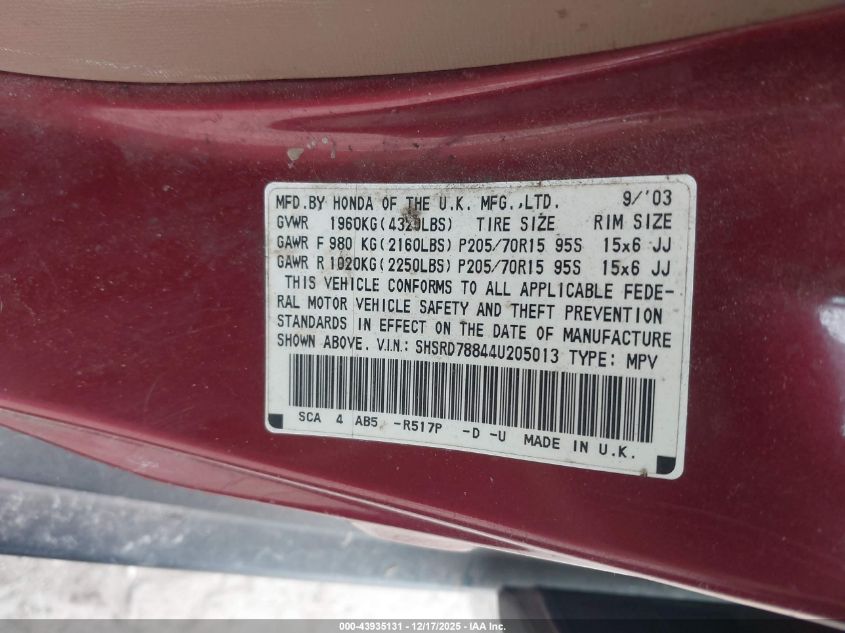 MFD.BY HONDA OF THE U.K. MFG.,LTD. 9/'03
GVWR 1960KG(4320LBS) TIRE SIZE RIM SIZE
GAWR F 980 KG(2160LBS) P205/70R15 95S 15x6 JJ
GAWR R 1020KG(2250LBS) P205/70R15 95S 15x6 JJ
THIS VEHICLE CONFORMS TO ALL APPLICABLE FEDE-
RAL MOTOR VEHICLE SAFETY AND THEFT PREVENTION
STANDARDS IN EFFECT ON THE DATE OF MANUFACTURE
SHOWN ABOVE. V.I.N.: SHSRD78844U205013 TYPE: MPV
SCA 4 AB5 -R517P -D -U MADE IN U.K.
000-43935131 - 12/17/2025 - IAA, Inc.